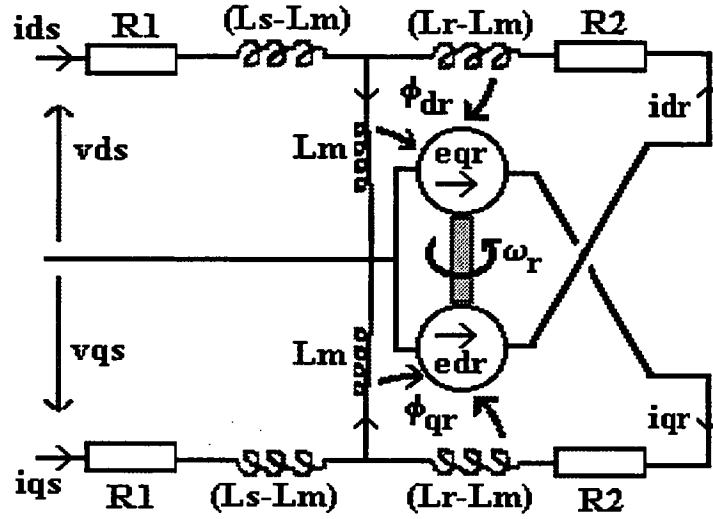 (Ls-Lm) (Lr-Lm)
ids R1 R2
ϕdr idr
vds Lm eqr
ωr
vqs Lm edr
ϕqr iqr
iqs R1 (Ls-Lm) (Lr-Lm) R2